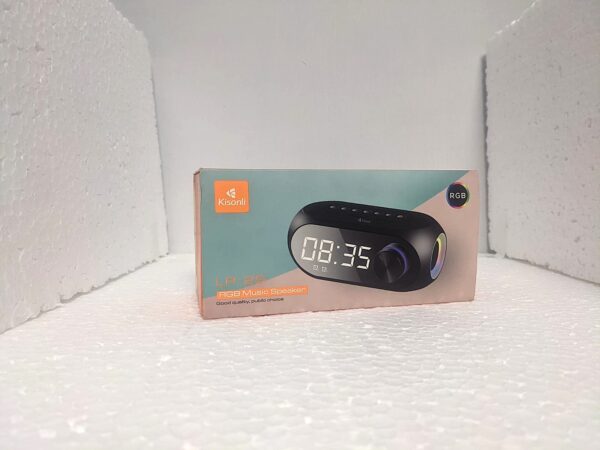 Kisonli
RGB
08:35
RGB Music Speaker
Good quality, public choice